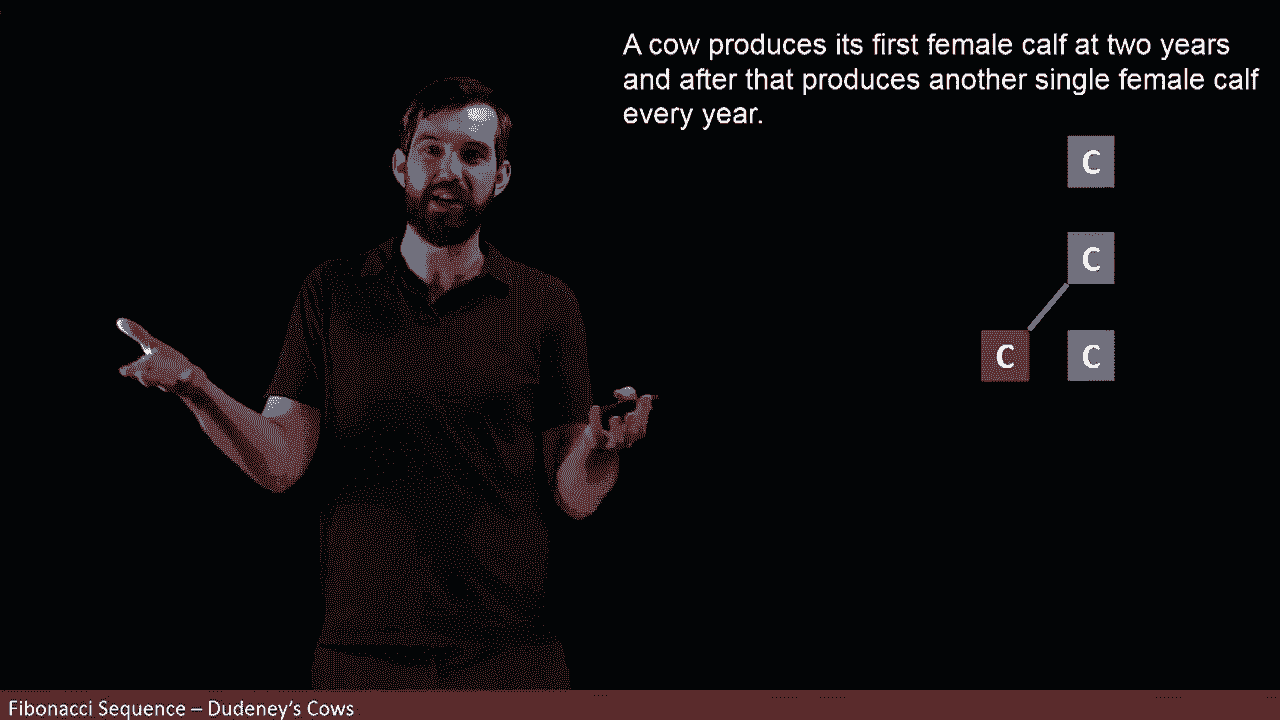 A cow produces its first female calf at two years
and after that produces another single female calf
every year.
C
C
C C
Fibonacci Sequence – Dudeney's Cows